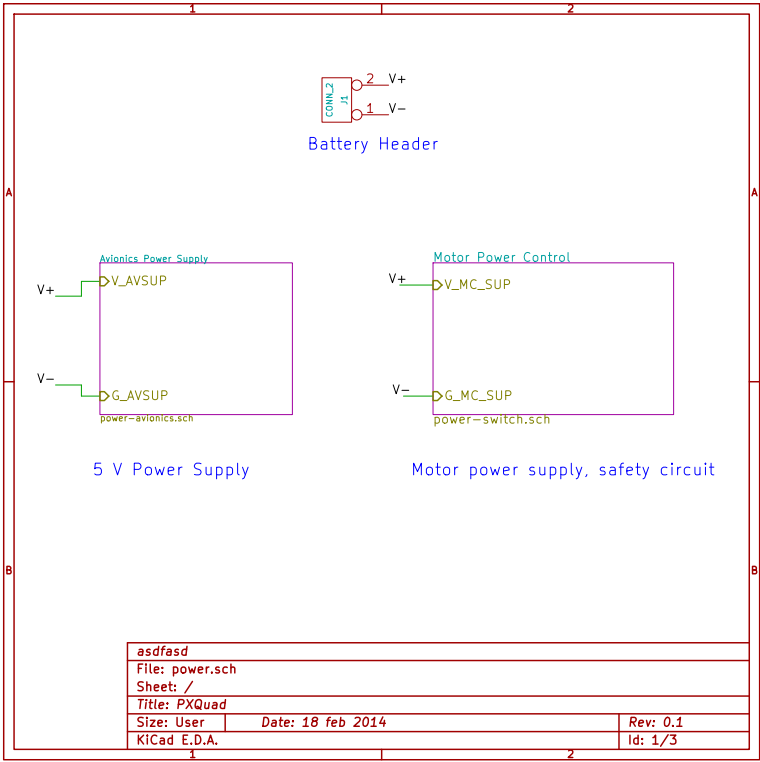 1 2
2 V+
CONN_2
J1
1 V-
Battery Header
A A
Avionics Power Supply
Motor Power Control
V+ V_AVSUP
V+ V_MC_SUP
V- G_AVSUP
V- G_MC_SUP
power-avionics.sch
power-switch.sch
5 V Power Supply
Motor power supply, safety circuit
B B
asdfasd
File: power.sch
Sheet: /
Title: PXQuad
Size: User Date: 18 feb 2014 Rev: 0.1
KiCad E.D.A. Id: 1/3
1 2